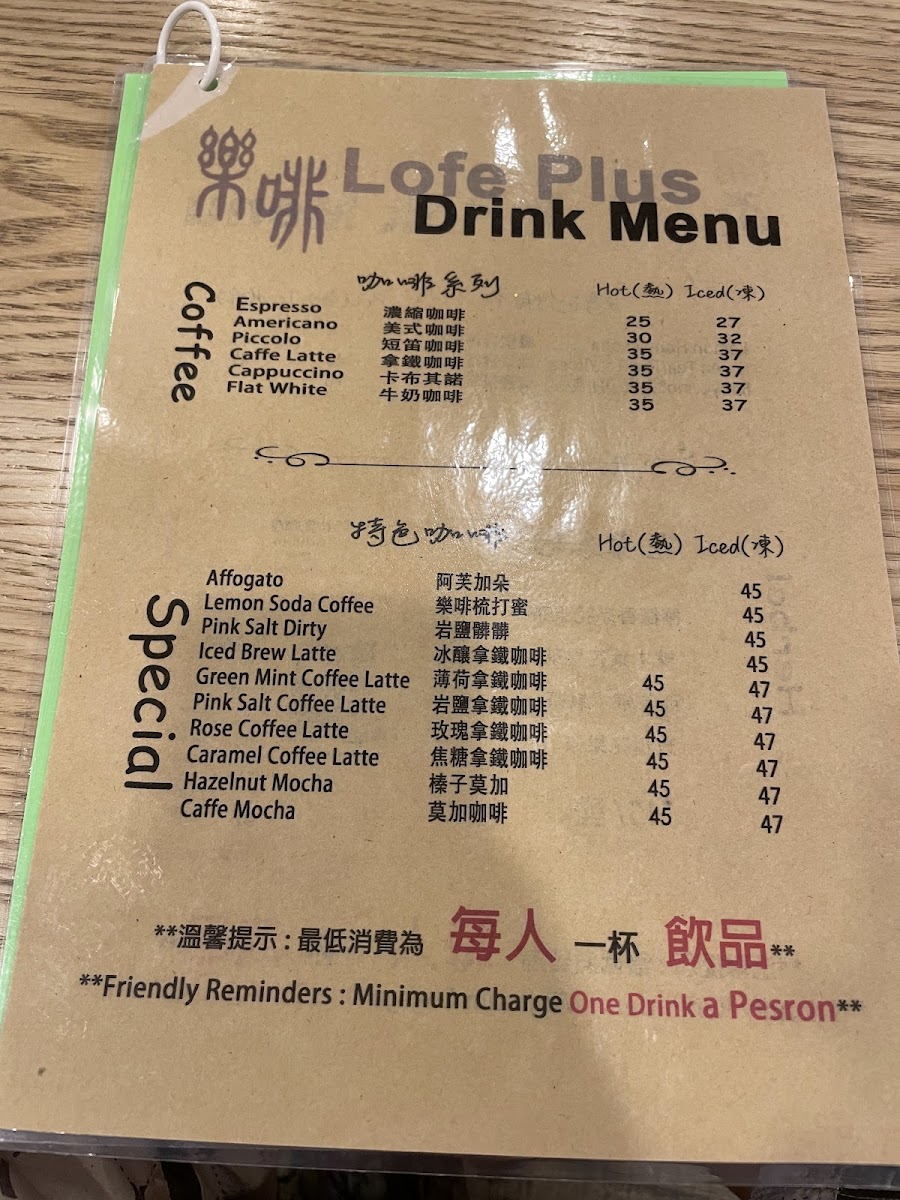 樂啡 Lofe Plus
Drink Menu
Coffee
咖啡系列 Hot(熱) Iced(凍)
Espresso 濃縮咖啡 25 27
Americano 美式咖啡 30 32
Piccolo 短笛咖啡 35 37
Caffe Latte 拿鐵咖啡 35 37
Cappuccino 卡布其諾 35 37
Flat White 牛奶咖啡 35 37
Special
特色咖啡 Hot(熱) Iced(凍)
Affogato 阿芙加朵 45
Lemon Soda Coffee 樂啡梳打蜜 45
Pink Salt Dirty 岩鹽髒髒 45
Iced Brew Latte 冰釀拿鐵咖啡 45
Green Mint Coffee Latte 薄荷拿鐵咖啡 45 47
Pink Salt Coffee Latte 岩鹽拿鐵咖啡 45 47
Rose Coffee Latte 玫瑰拿鐵咖啡 45 47
Caramel Coffee Latte 焦糖拿鐵咖啡 45 47
Hazelnut Mocha 榛子莫加 45 47
Caffe Mocha 莫加咖啡 45 47
**溫馨提示 : 最低消費為 每人 一杯 飲品**
**Friendly Reminders : Minimum Charge One Drink a Pesron**